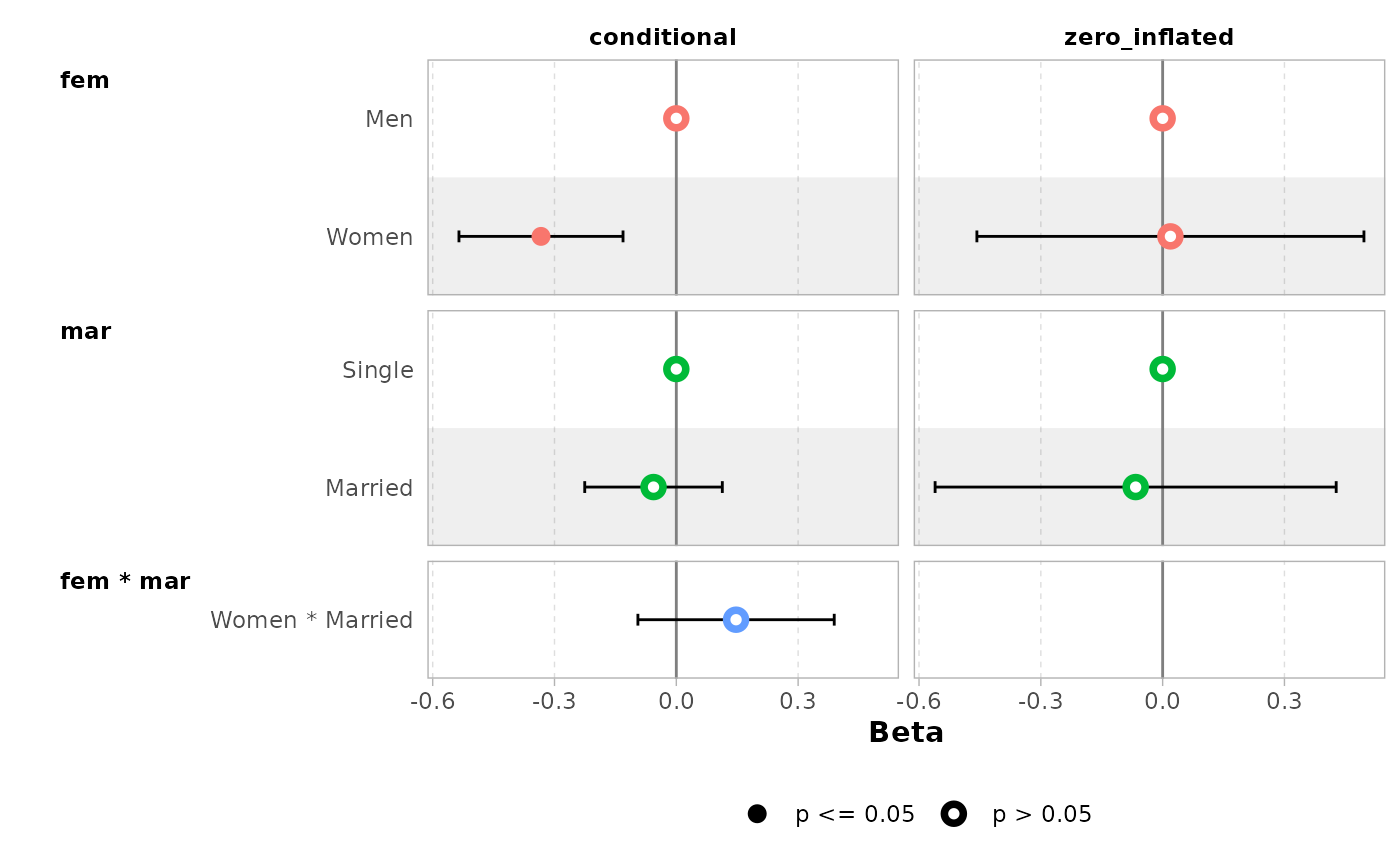 conditional zero_inflated
fem
Men
Women
mar
Single
Married
fem * mar
Women * Married
-0.6 -0.3 0.0 0.3 -0.6 -0.3 0.0 0.3
Beta
p <= 0.05 p > 0.05